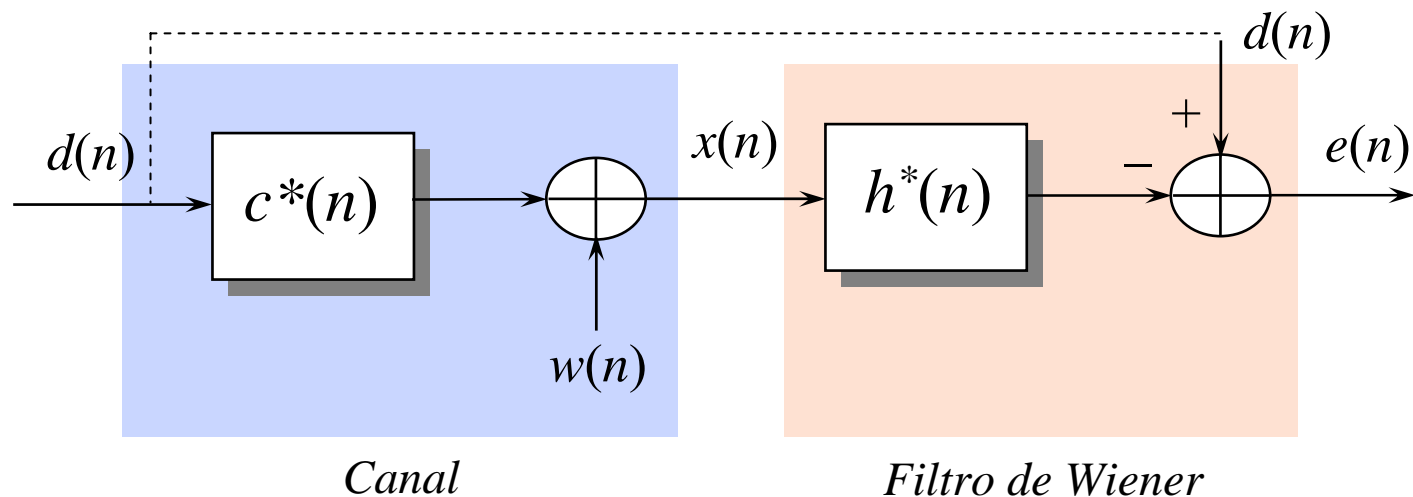 d(n)
d(n)
c*(n)
x(n)
h*(n)
+
−
e(n)
w(n)
Canal
Filtro de Wiener